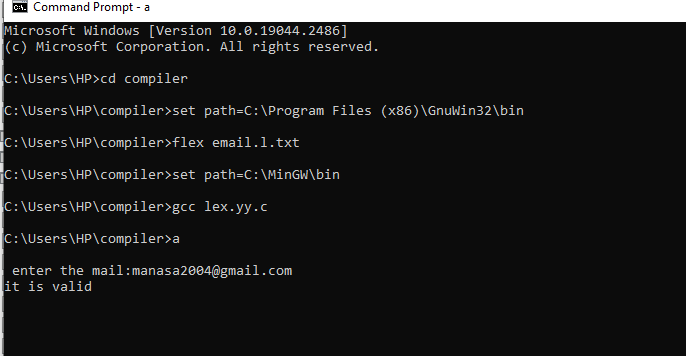 Command Prompt - a
Microsoft Windows [Version 10.0.19044.2486]
(c) Microsoft Corporation. All rights reserved.
C:\Users\HP>cd compiler
C:\Users\HP\compiler>set path=C:\Program Files (x86)\GnuWin32\bin
C:\Users\HP\compiler>flex email.l.txt
C:\Users\HP\compiler>set path=C:\MinGW\bin
C:\Users\HP\compiler>gcc lex.yy.c
C:\Users\HP\compiler>a
enter the mail:manasa2004@gmail.com
it is valid